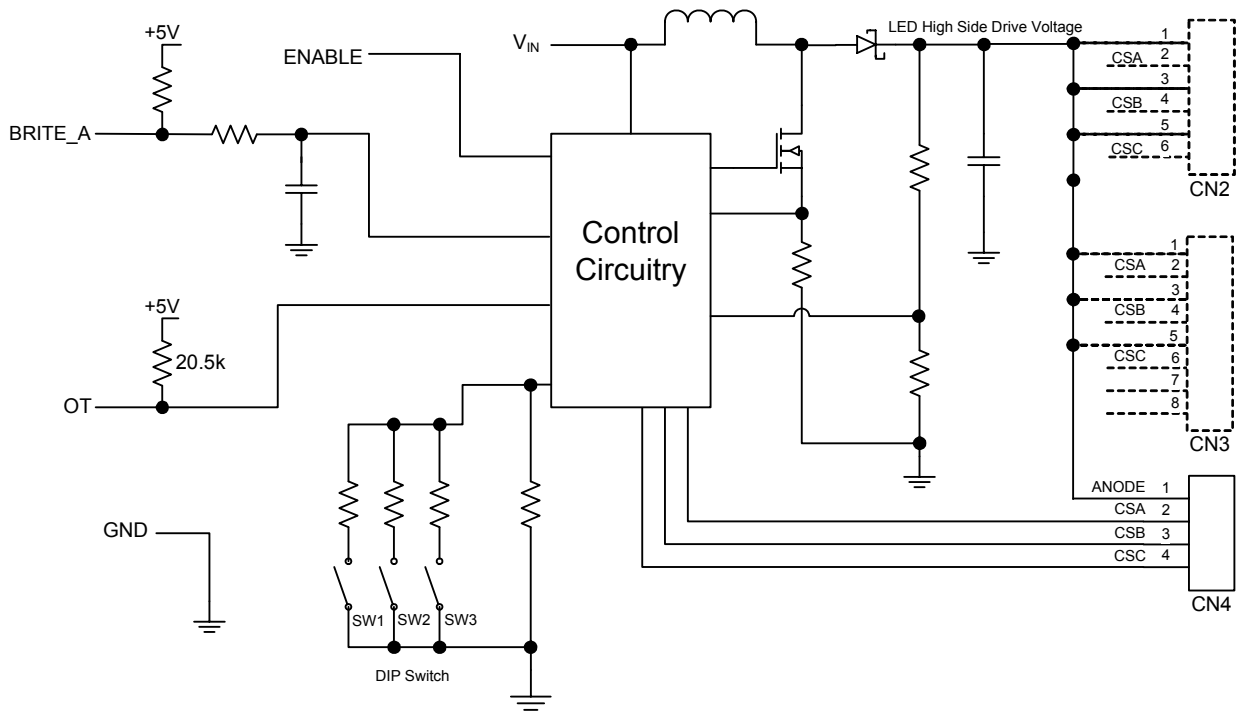 +5V
ENABLE
BRITE_A
VIN
LED High Side Drive Voltage
1
CSA 2
3
CSB 4
5
CSC 6
CN2
Control
Circuitry
1
CSA 2
3
CSB 4
5
CSC 6
7
8
CN3
+5V
20.5k
OT
GND
SW1 SW2 SW3
DIP Switch
ANODE 1
CSA 2
CSB 3
CSC 4
CN4